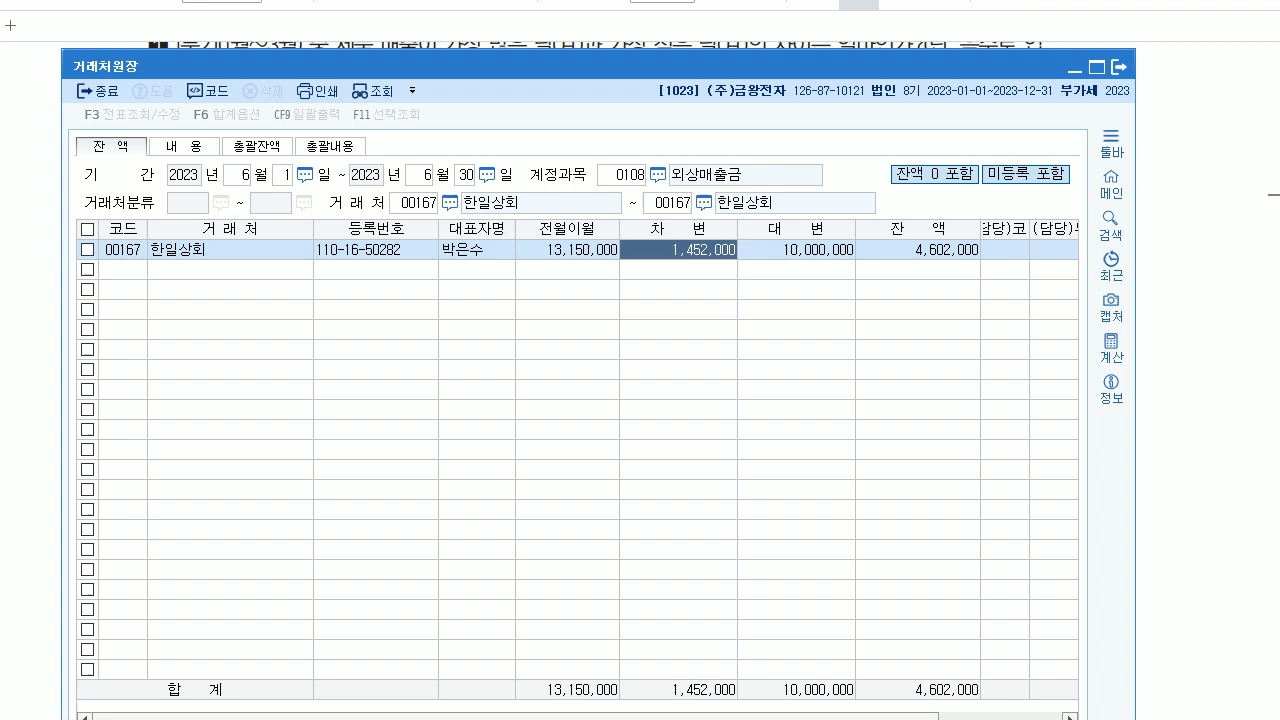 거래처원장
종료 도움 코드 삭제 인쇄 조회
[1023] (주)금왕전자 126-87-10121 법인 8기 2023-01-01~2023-12-31 부가세 2023
F3 전표조회/수정 F6 합계옵션 CF9 일괄출력 F11 선택조회
잔 액 내 용 총괄잔액 총괄내용
기 간 2023 년 6 월 1 일 ~ 2023 년 6 월 30 일 계정과목 0108 외상매출금 잔액 0 포함 미등록 포함
거래처분류 ~ 거 래 처 00167 한일상회 ~ 00167 한일상회
코드 거 래 처 등록번호 대표자명 전월이월 차 변 대 변 잔 액 담당)코 (담당)
00167 한일상회 110-16-50282 박은수 13,150,000 1,452,000 10,000,000 4,602,000
합 계 13,150,000 1,452,000 10,000,000 4,602,000
툴바
메인
검색
최근
캡처
계산
정보